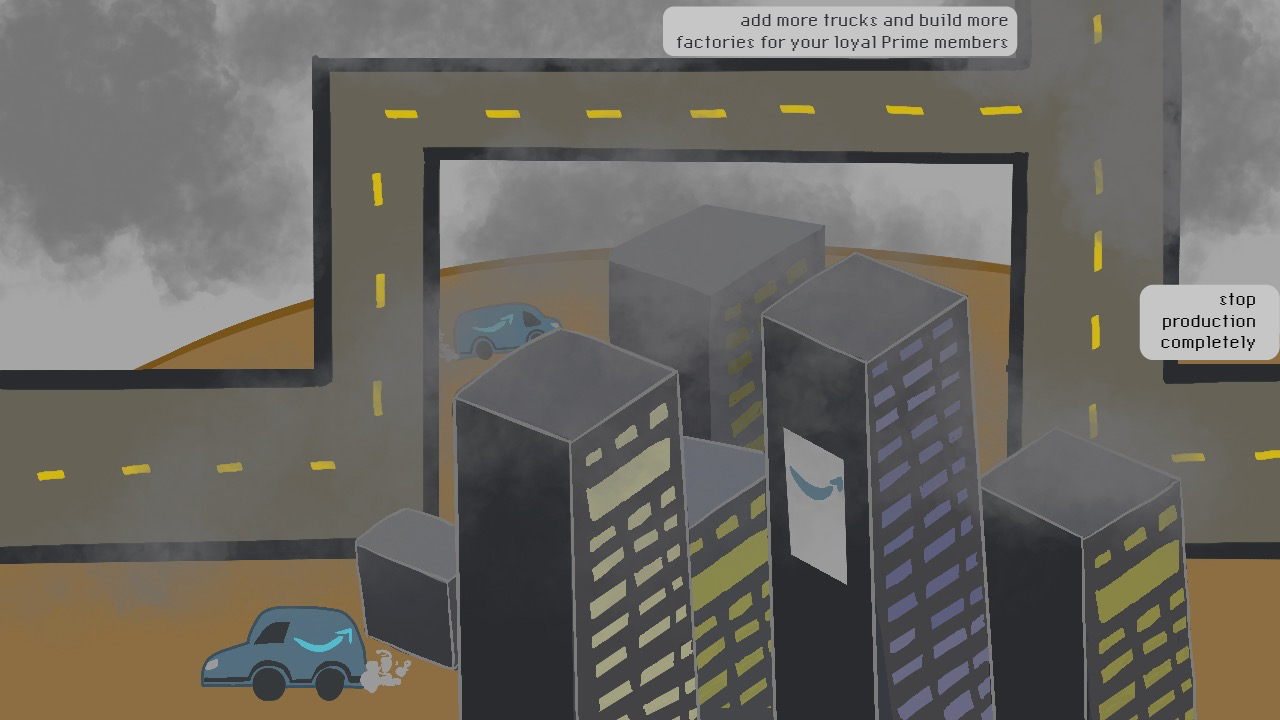 add more trucks and build more
factories for your loyal Prime members
stop
production
completely